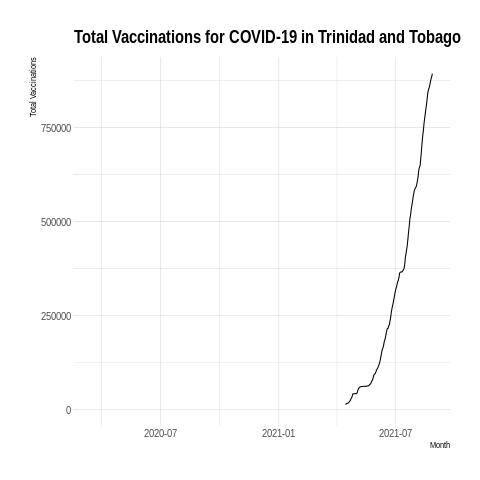 Total Vaccinations for COVID-19 in Trinidad and Tobago
Total Vaccinations
750000
500000
250000
0
2020-07
2021-01
2021-07
Month